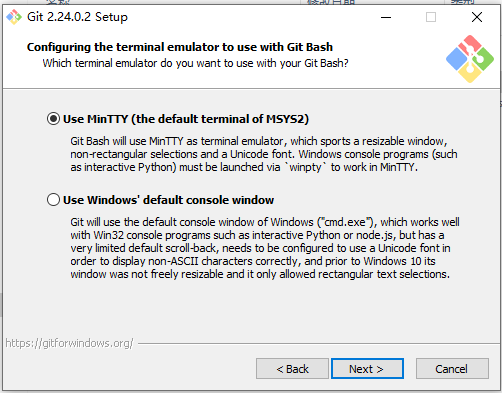 Git 2.24.0.2 Setup
Configuring the terminal emulator to use with Git Bash
Which terminal emulator do you want to use with your Git Bash?
Use MinTTY (the default terminal of MSYS2)
Git Bash will use MinTTY as terminal emulator, which sports a resizable window,
non-rectangular selections and a Unicode font. Windows console programs (such
as interactive Python) must be launched via `winpty` to work in MinTTY.
Use Windows' default console window
Git will use the default console window of Windows ("cmd.exe"), which works well
with Win32 console programs such as interactive Python or node.js, but has a
very limited default scroll-back, needs to be configured to use a Unicode font in
order to display non-ASCII characters correctly, and prior to Windows 10 its
window was not freely resizable and it only allowed rectangular text selections.
https://gitforwindows.org/
< Back
Next >
Cancel